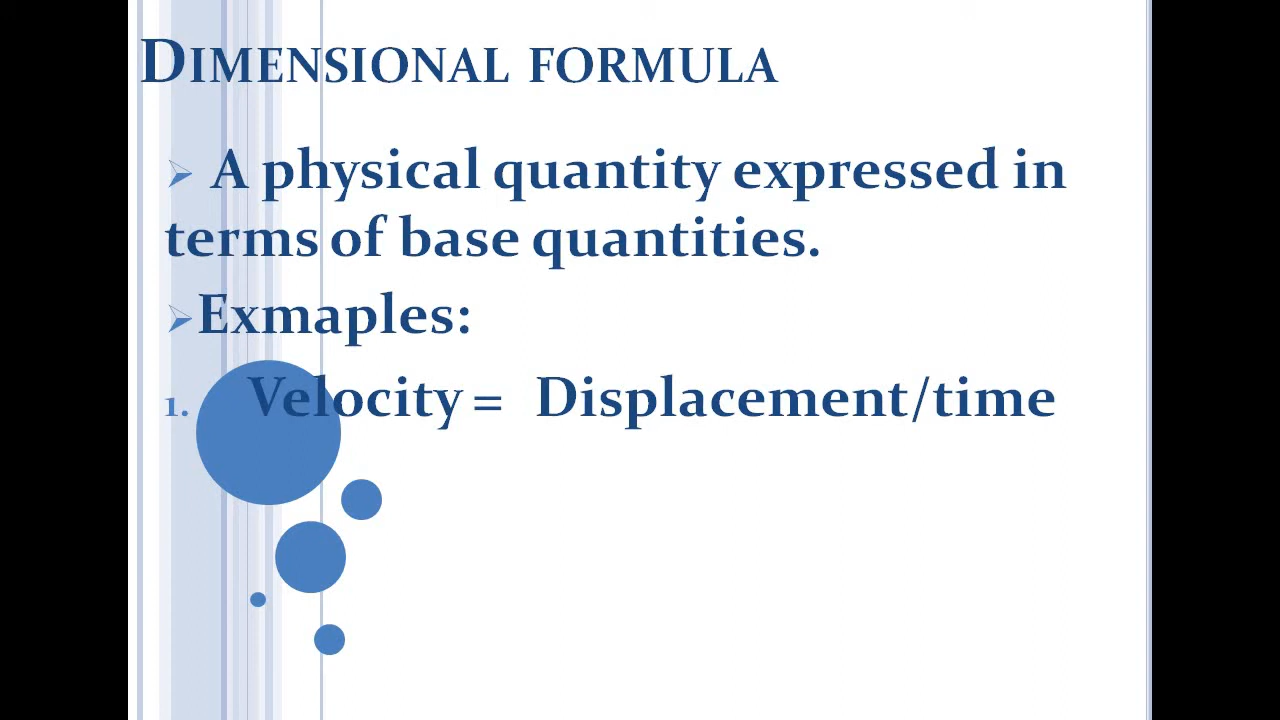 DIMENSIONAL FORMULA
➢ A physical quantity expressed in
terms of base quantities.
➢Exmaples:
1. Velocity = Displacement/time